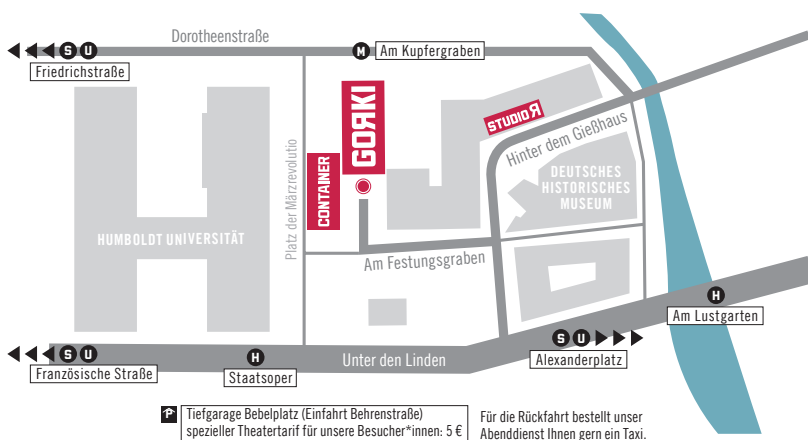 Dorotheenstraße
S U
Friedrichstraße
M
Am Kupfergraben
GOЯKI
CONTAINER
STUDIO Я
Hinter dem Gießhaus
DEUTSCHES
HISTORISCHES
MUSEUM
Platz der Märzrevolutio
HUMBOLDT UNIVERSITÄT
Am Festungsgraben
H
Am Lustgarten
S U
Alexanderplatz
S U
Französische Straße
H
Staatsoper
Unter den Linden
P
Tiefgarage Bebelplatz (Einfahrt Behrenstraße)
spezieller Theatertarif für unsere Besucher*innen: 5 €
Für die Rückfahrt bestellt unser
Abenddienst Ihnen gern ein Taxi.